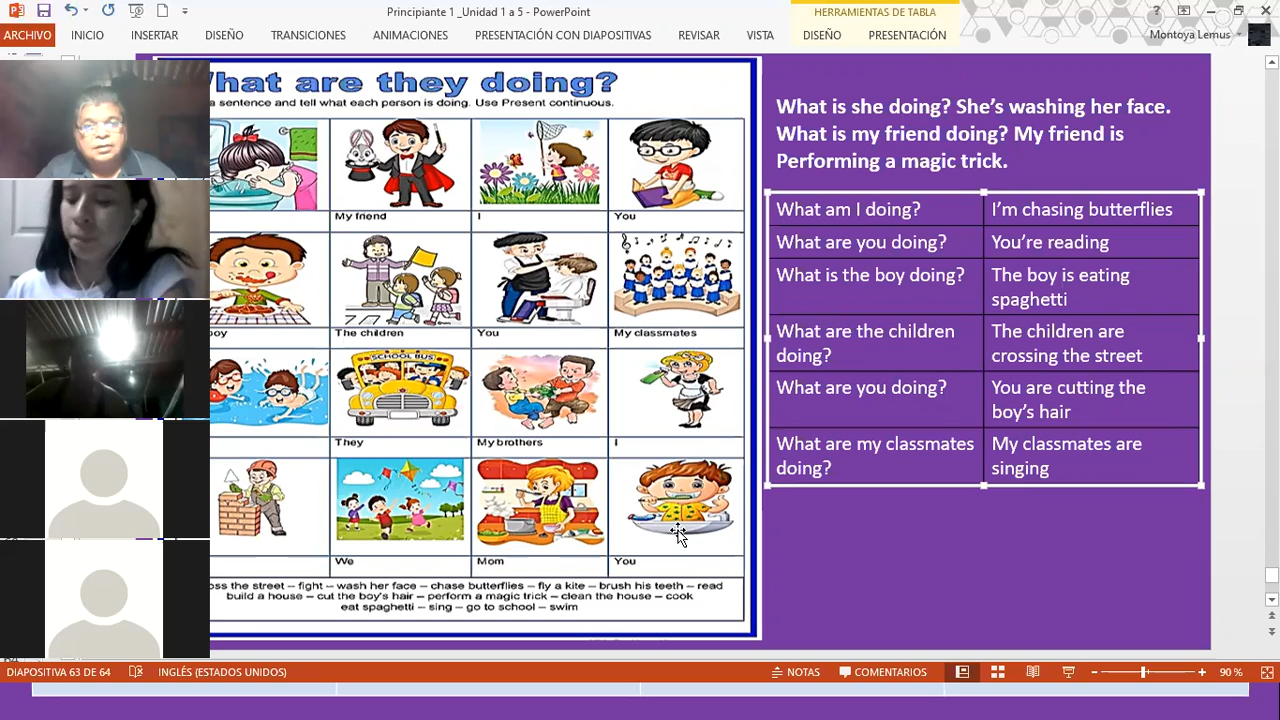 Principiante 1 _Unidad 1 a 5 - PowerPoint
HERRAMIENTAS DE TABLA
ARCHIVO INICIO INSERTAR DISEÑO TRANSICIONES ANIMACIONES PRESENTACIÓN CON DIAPOSITIVAS REVISAR VISTA DISEÑO PRESENTACIÓN Montoya Lemus
hat are they doing?
a sentence and tell what each person is doing. Use Present continuous.
My friend I You
The children You My classmates
SCHOOL BUS
They My brothers I
We Mom You
oss the street – fight – wash her face – chase butterflies – fly a kite – brush his teeth – read
build a house – cut the boy's hair – perform a magic trick – clean the house – cook
eat spaghetti – sing – go to school – swim
What is she doing? She's washing her face.
What is my friend doing? My friend is
Performing a magic trick.
What am I doing? I'm chasing butterflies
What are you doing? You're reading
What is the boy doing? The boy is eating
spaghetti
What are the children The children are
doing? crossing the street
What are you doing? You are cutting the
boy's hair
What are my classmates My classmates are
doing? singing
DIAPOSITIVA 63 DE 64 INGLÉS (ESTADOS UNIDOS) NOTAS COMENTARIOS 90 %